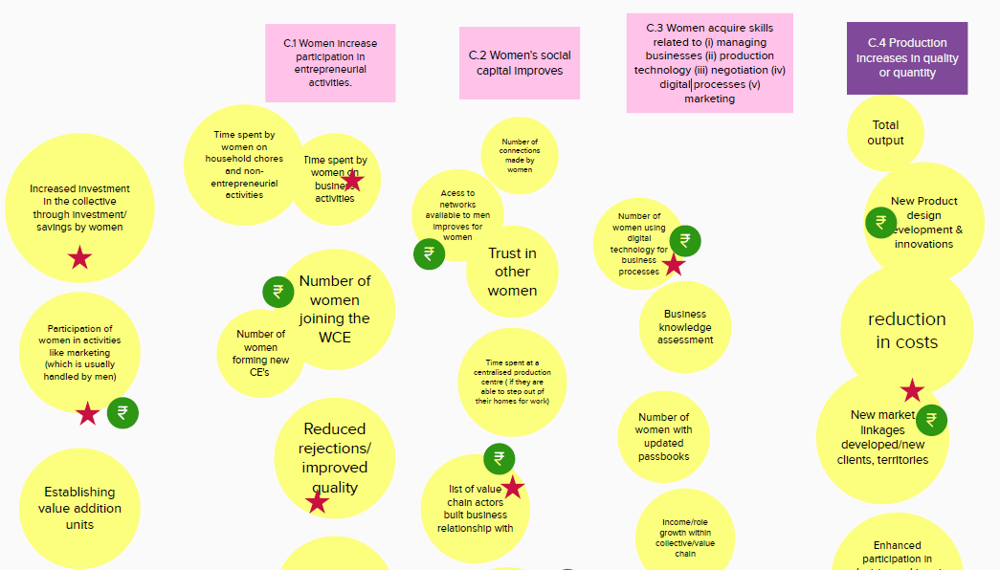 C.1 Women increase
participation in
entrepreneurial
activities.
C.2 Women's social
capital improves
C.3 Women acquire skills
related to (i) managing
businesses (ii) production
technology (iii) negotiation (iv)
digital processes (v)
marketing
C.4 Production
increases in quality
or quantity
Increased investment
in the collective
through investment/
savings by women
Participation of
women in activities
like marketing
(which is usually
handled by men)
₹
Establishing
value addition
units
Time spent by
women on
household chores
and non-
entrepreneurial
activities
Time spent by
women on
business
activities
₹
Number of
women
joining the
WCE
Number of
women
forming new
CE's
Reduced
rejections/
improved
quality
Number of
connections
made by
women
Acess to
networks
available to men
improves for
women
₹
Trust in
other
women
Time spent at a
centralised production
centre ( if they are
able to step out pf
their homes for work)
₹
list of value
chain actors
built business
relationship with
Number of
women using
digital
technology for
business
processes
₹
Business
knowledge
assessment
Number of
women with
updated
passbooks
Income/role
growth within
collective/value
chain
Total
output
New Product
design
₹ evelopment &
innovations
reduction
in costs
New market
linkages
developed/new
clients, territories
₹
Enhanced
participation in